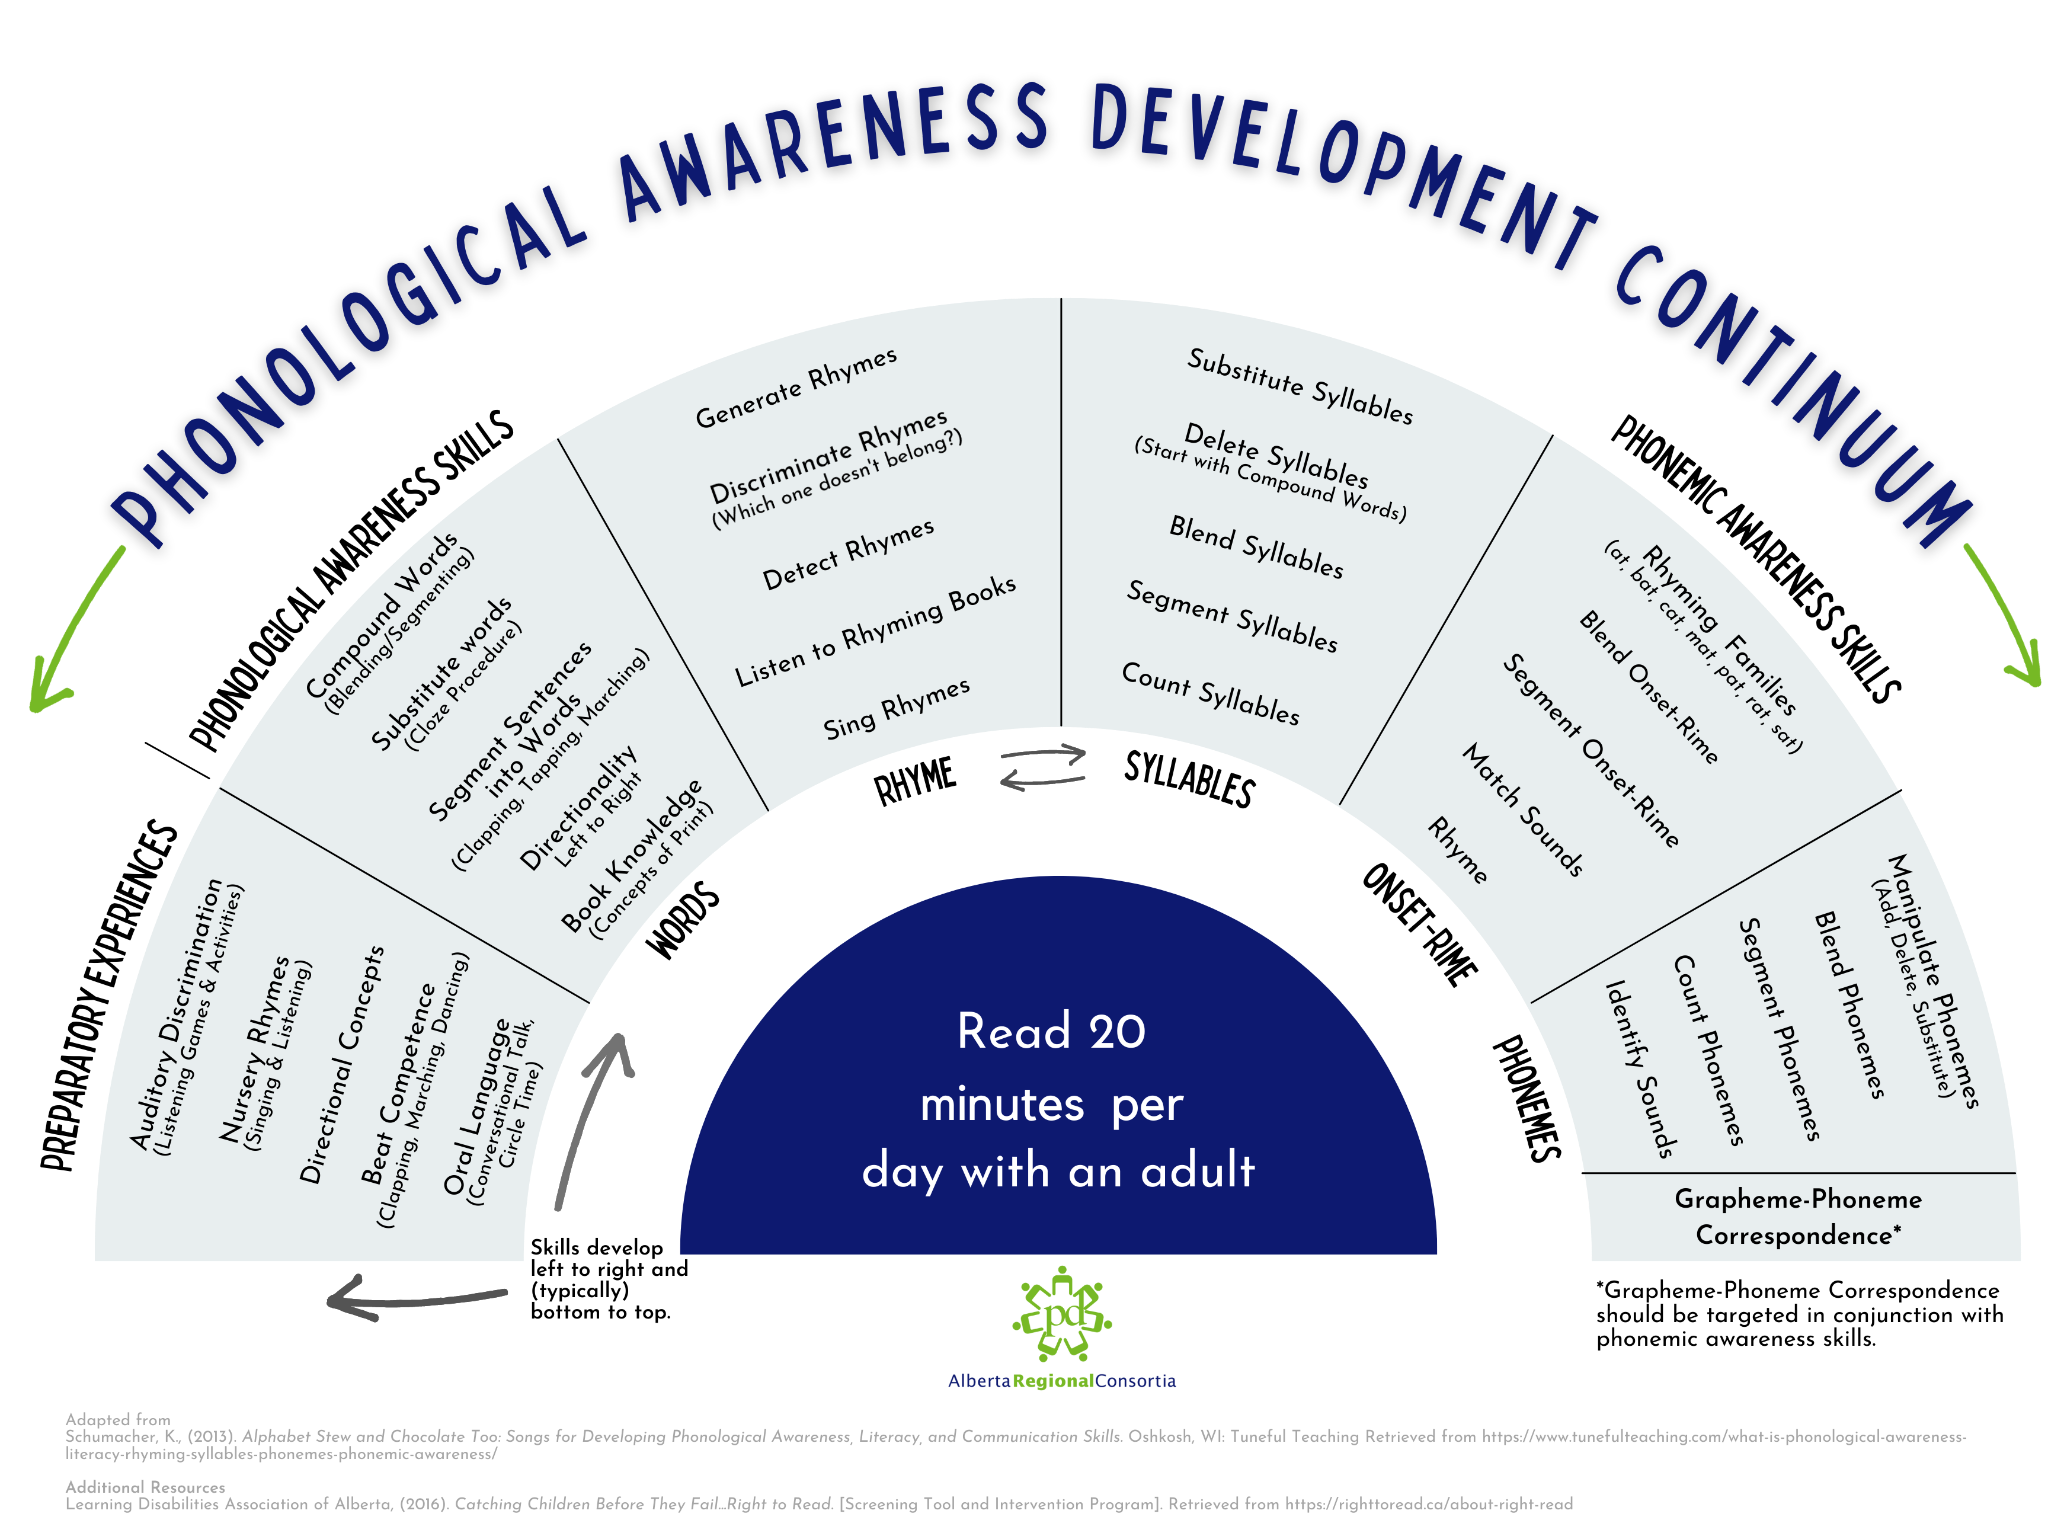 PHONOLOGICAL AWARENESS DEVELOPMENT CONTINUUM
PREPARATORY EXPERIENCES
Auditory Discrimination
(Listening Games & Activities)
Nursery Rhymes
(Singing & Listening)
Directional Concepts
Beat Competence
(Clapping, Marching, Dancing)
Oral Language
(Conversational Talk,
Circle Time)
PHONOLOGICAL AWARENESS SKILLS
Compound Words
(Blending/Segmenting)
Substitute words
(Cloze Procedure)
Segment Sentences
into Words
(Clapping, Tapping, Marching)
Directionality
Left to Right
Book Knowledge
(Concepts of Print)
WORDS
Generate Rhymes
Discriminate Rhymes
(Which one doesn't belong?)
Detect Rhymes
Listen to Rhyming Books
Sing Rhymes
RHYME
Substitute Syllables
Delete Syllables
(Start with Compound Words)
Blend Syllables
Segment Syllables
Count Syllables
SYLLABLES
PHONEMIC AWARENESS SKILLS
Rhyming Families
(at, bat, cat, mat, pat, rat, sat)
Blend Onset-Rime
Segment Onset-Rime
Match Sounds
Rhyme
ONSET-RIME
Manipulate Phonemes
(Add, Delete, Substitute)
Blend Phonemes
Segment Phonemes
Count Phonemes
Identify Sounds
PHONEMES
Grapheme-Phoneme
Correspondence*
*Grapheme-Phoneme Correspondence
should be targeted in conjunction with
phonemic awareness skills.
Read 20
minutes per
day with an adult
Skills develop
left to right and
(typically)
bottom to top.
pd
AlbertaRegionalConsortia
Adapted from
Schumacher, K., (2013). Alphabet Stew and Chocolate Too: Songs for Developing Phonological Awareness, Literacy, and Communication Skills. Oshkosh, WI: Tuneful Teaching Retrieved from https://www.tunefulteaching.com/what-is-phonological-awareness-
literacy-rhyming-syllables-phonemes-phonemic-awareness/
Additional Resources
Learning Disabilities Association of Alberta, (2016). Catching Children Before They Fail...Right to Read. [Screening Tool and Intervention Program]. Retrieved from https://righttoread.ca/about-right-read